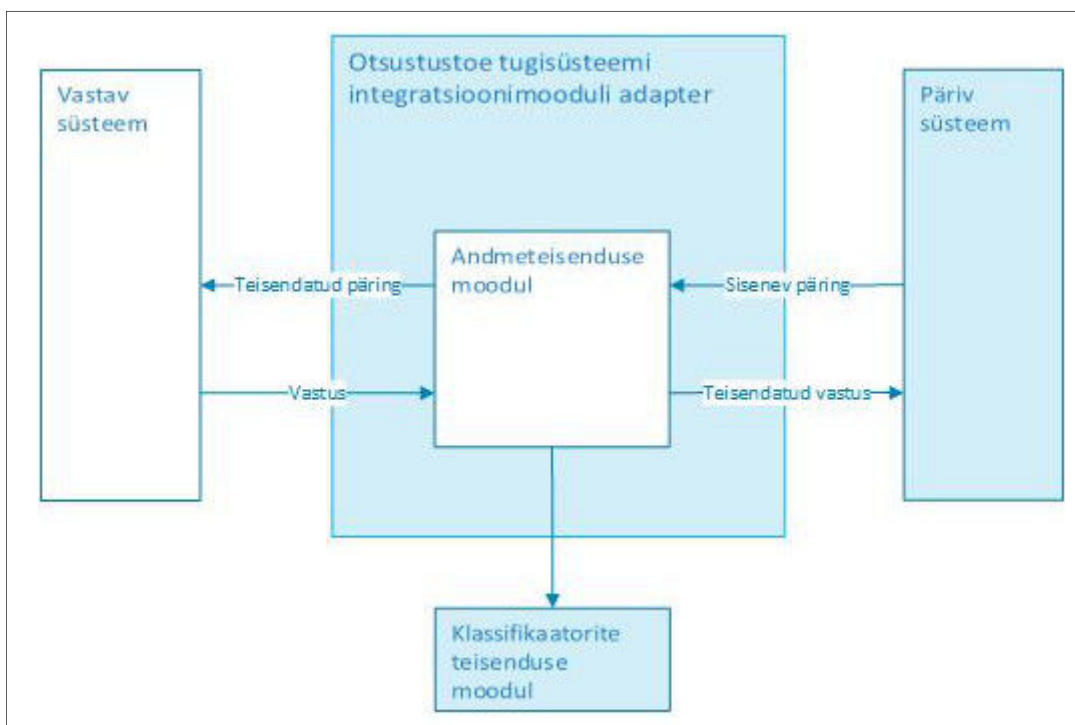 Vastav
süsteem
Otsustustoe tugisüsteemi
integratsioonimooduli adapter
Päriv
süsteem
Andmeteisenduse
moodul
Teisendatud päring
Sisenev päring
Vastus
Teisendatud vastus
Klassifikaatorite
teisenduse
moodul